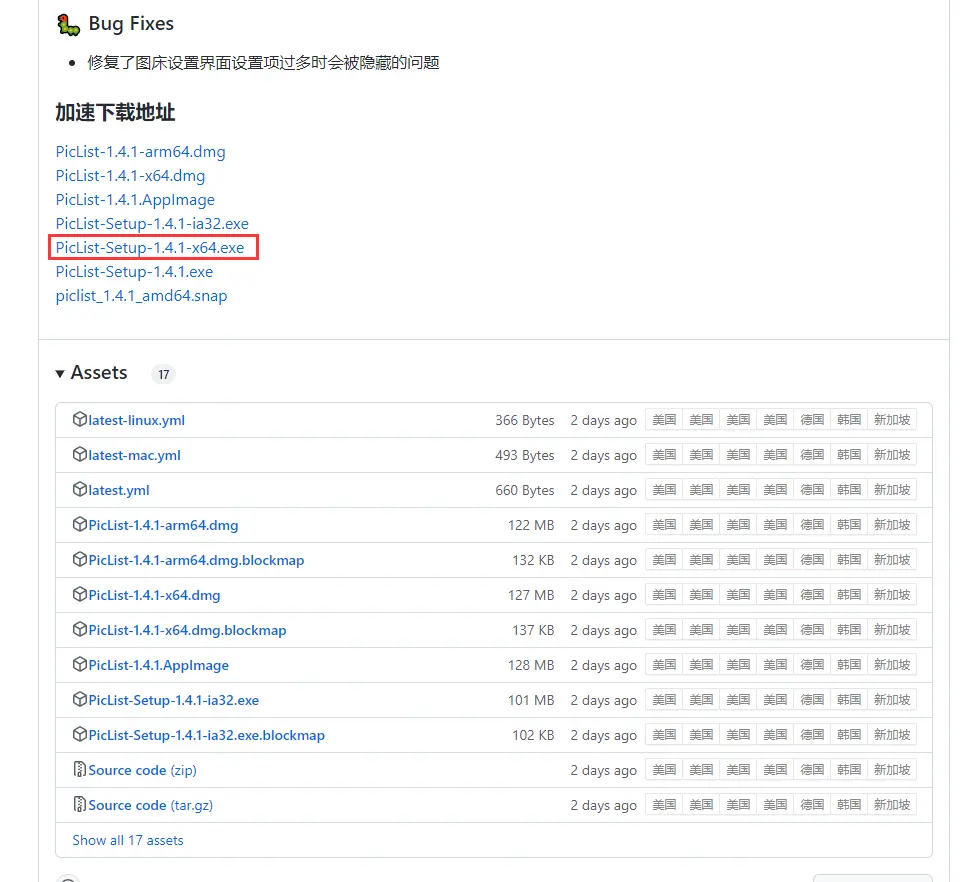 Bug Fixes
修复了图床设置界面设置项过多时会被隐藏的问题
加速下载地址
PicList-1.4.1-arm64.dmg
PicList-1.4.1-x64.dmg
PicList-1.4.1.AppImage
PicList-Setup-1.4.1-ia32.exe
PicList-Setup-1.4.1-x64.exe
PicList-Setup-1.4.1.exe
piclist_1.4.1_amd64.snap
Assets 17
latest-linux.yml 366 Bytes 2 days ago 美国 美国 美国 美国 德国 韩国 新加坡
latest-mac.yml 493 Bytes 2 days ago 美国 美国 美国 美国 德国 韩国 新加坡
latest.yml 660 Bytes 2 days ago 美国 美国 美国 美国 德国 韩国 新加坡
PicList-1.4.1-arm64.dmg 122 MB 2 days ago 美国 美国 美国 美国 德国 韩国 新加坡
PicList-1.4.1-arm64.dmg.blockmap 132 KB 2 days ago 美国 美国 美国 美国 德国 韩国 新加坡
PicList-1.4.1-x64.dmg 127 MB 2 days ago 美国 美国 美国 美国 德国 韩国 新加坡
PicList-1.4.1-x64.dmg.blockmap 137 KB 2 days ago 美国 美国 美国 美国 德国 韩国 新加坡
PicList-1.4.1.AppImage 128 MB 2 days ago 美国 美国 美国 美国 德国 韩国 新加坡
PicList-Setup-1.4.1-ia32.exe 101 MB 2 days ago 美国 美国 美国 美国 德国 韩国 新加坡
PicList-Setup-1.4.1-ia32.exe.blockmap 102 KB 2 days ago 美国 美国 美国 美国 德国 韩国 新加坡
Source code (zip) 2 days ago 美国 美国 美国 美国 德国 韩国 新加坡
Source code (tar.gz) 2 days ago 美国 美国 美国 美国 德国 韩国 新加坡
Show all 17 assets